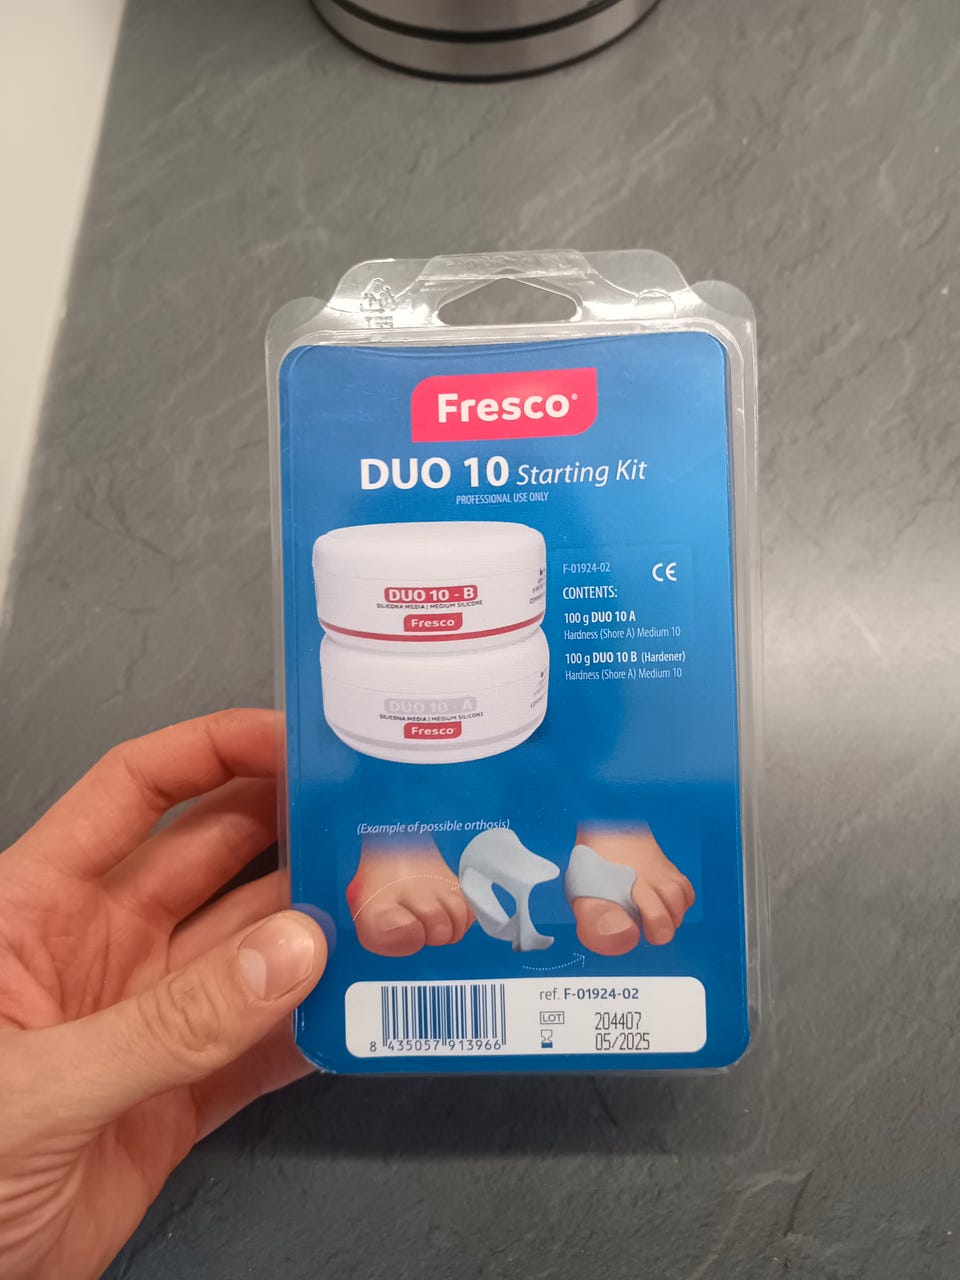 Fresco®
DUO 10 Starting Kit
PROFESSIONAL USE ONLY
F-01924-02
CE
CONTENTS:
100 g DUO 10 A
Hardness (Shore A) Medium 10
100 g DUO 10 B (Hardener)
Hardness (Shore A) Medium 10
DUO 10 - B
SILICONA MEDIA | MEDIUM SILICONE
Fresco
DUO 10 - A
SILICONA MEDIA | MEDIUM SILICONE
Fresco
(Example of possible orthosis)
ref. F-01924-02
LOT 204407
05/2025
8 435057 913966